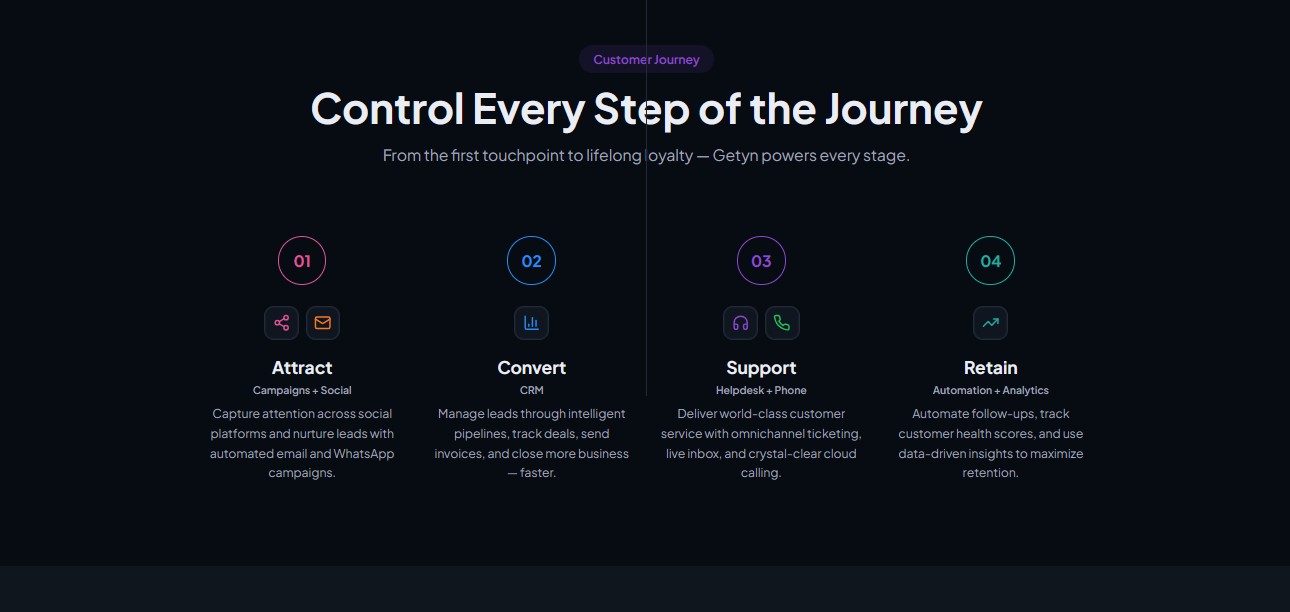 Customer Journey
Control Every Step of the Journey
From the first touchpoint to lifelong loyalty — Getyn powers every stage.
01
02
03
04
Attract
Campaigns + Social
Capture attention across social
platforms and nurture leads with
automated email and WhatsApp
campaigns.
Convert
CRM
Manage leads through intelligent
pipelines, track deals, send
invoices, and close more business
— faster.
Support
Helpdesk + Phone
Deliver world-class customer
service with omnichannel ticketing,
live inbox, and crystal-clear cloud
calling.
Retain
Automation + Analytics
Automate follow-ups, track
customer health scores, and use
data-driven insights to maximize
retention.